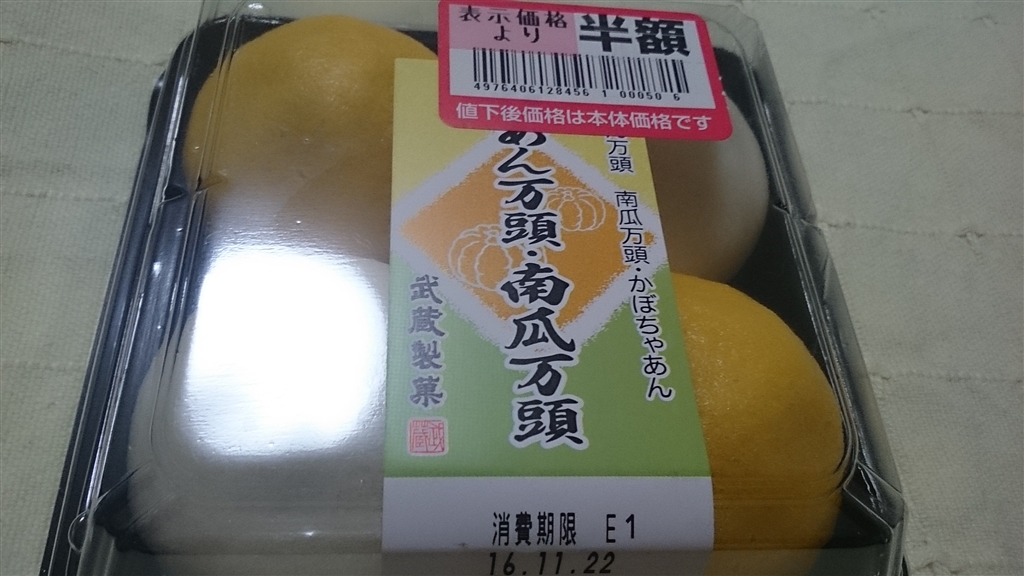 表示価格
より
半額
4976406128456 1 00050 6
値下後価格は本体価格です
万頭 南瓜万頭・かぼちゃあん
あん万頭・南瓜万頭
武蔵製菓
消費期限 E1
16.11.22